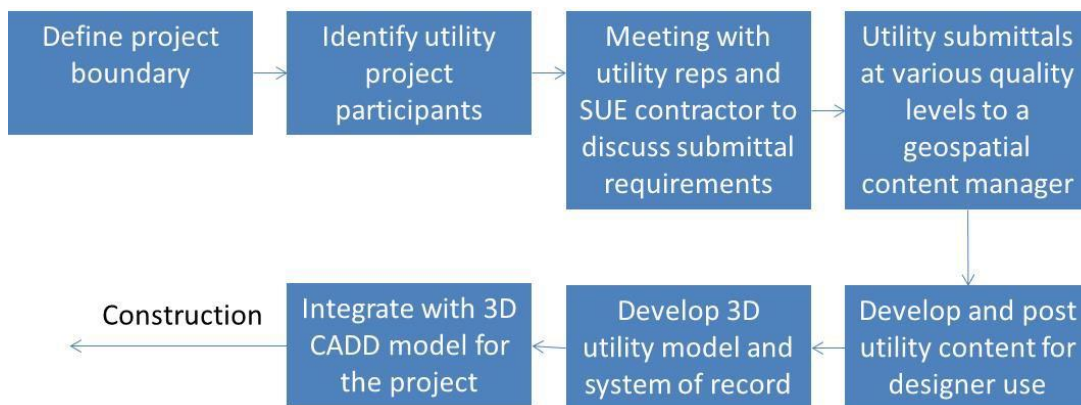 Define project
boundary
Identify utility
project
participants
Meeting with
utility reps and
SUE contractor to
discuss submittal
requirements
Utility submittals
at various quality
levels to a
geospatial
content manager
Develop and post
utility content for
designer use
Develop 3D
utility model and
system of record
Integrate with 3D
CADD model for
the project
Construction